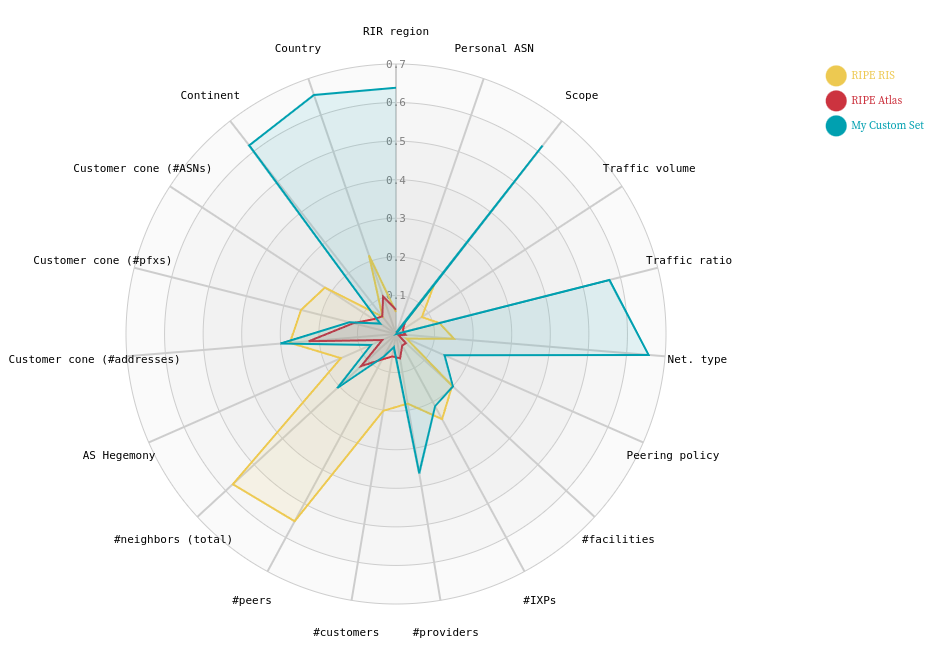 RIR region
Country
Personal ASN
0.7
RIPE RIS
Continent
Scope
RIPE Atlas
0.6
My Custom Set
0.5
Customer cone (#ASNs)
Traffic volume
0.4
0.3
0.2
Customer cone (#pfxs)
Traffic ratio
0.1
Customer cone (#addresses)
Net. type
AS Hegemony
Peering policy
#neighbors (total)
#facilities
#peers
#IXPs
#customers
#providers